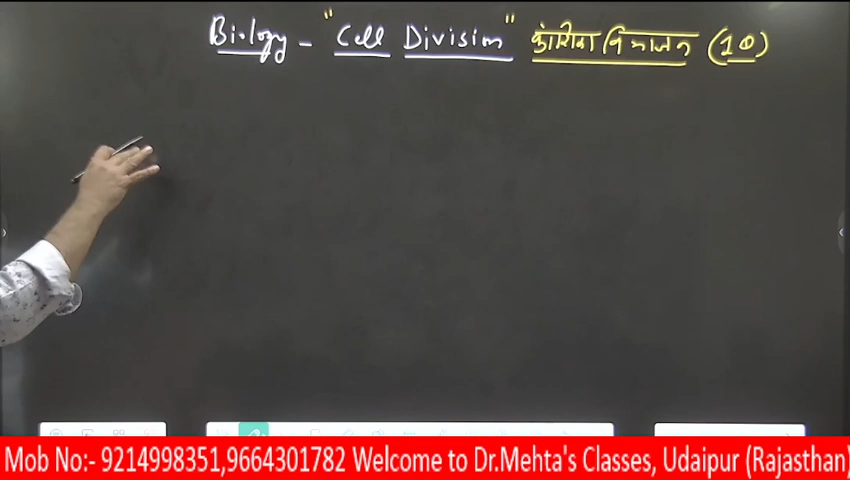 Biology - "Cell Division" कोशिका विभाजन (10)
Mob No:- 9214998351,9664301782 Welcome to Dr.Mehta's Classes, Udaipur (Rajasthan)